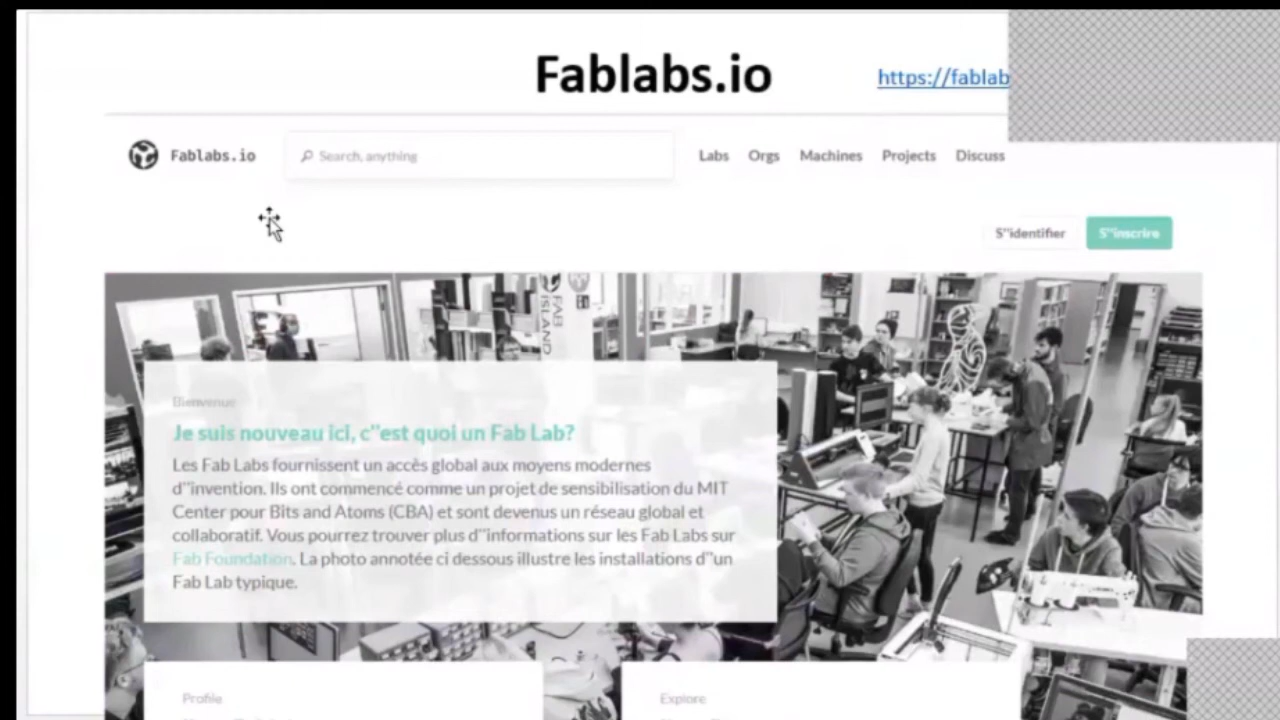 Fablabs.io
https://fablab
Fablabs.io
Search, anything
Labs Orgs Machines Projects Discuss
S''identifier S''inscrire
FAB
ISLAND
Bienvenue
Je suis nouveau ici, c''est quoi un Fab Lab?
Les Fab Labs fournissent un accès global aux moyens modernes
d''invention. Ils ont commencé comme un projet de sensibilisation du MIT
Center pour Bits and Atoms (CBA) et sont devenus un réseau global et
collaboratif. Vous pourrez trouver plus d''informations sur les Fab Labs sur
Fab Foundation. La photo annotée ci dessous illustre les installations d''un
Fab Lab typique.
Profile
Explore